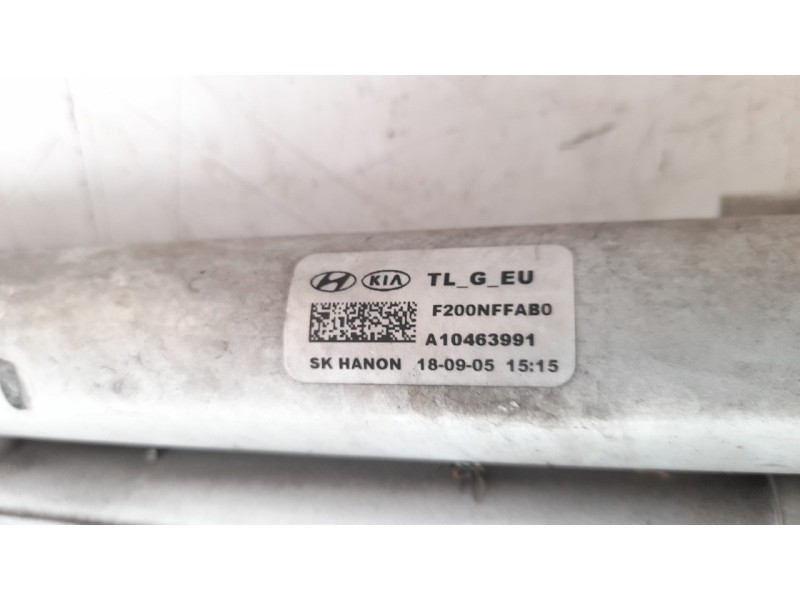 H KIA TL_G_EU
F200NFFAB0
A10463991
SK HANON 18-09-05 15:15